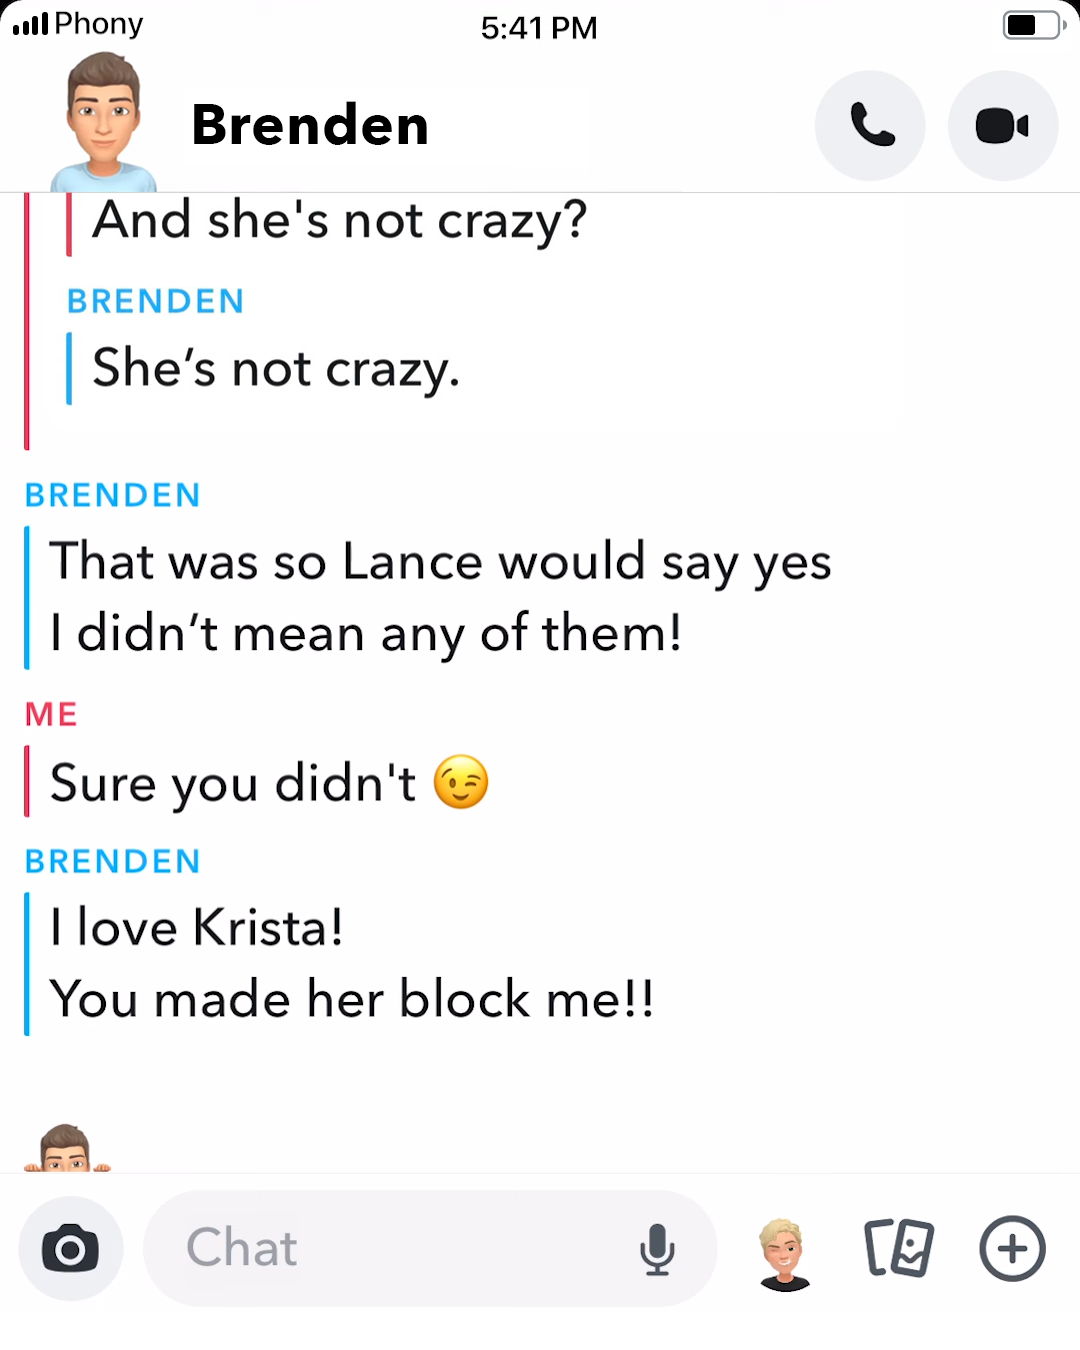 Phony
5:41 PM
Brenden
And she's not crazy?
BRENDEN
She’s not crazy.
BRENDEN
That was so Lance would say yes
I didn’t mean any of them!
ME
Sure you didn't 😉
BRENDEN
I love Krista!
You made her block me!!
Chat